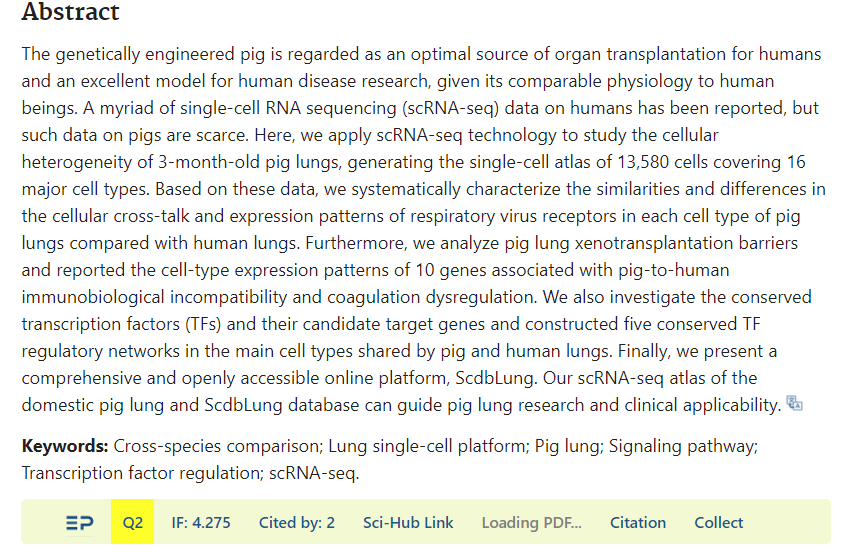 Abstract
The genetically engineered pig is regarded as an optimal source of organ transplantation for humans
and an excellent model for human disease research, given its comparable physiology to human
beings. A myriad of single-cell RNA sequencing (scRNA-seq) data on humans has been reported, but
such data on pigs are scarce. Here, we apply scRNA-seq technology to study the cellular
heterogeneity of 3-month-old pig lungs, generating the single-cell atlas of 13,580 cells covering 16
major cell types. Based on these data, we systematically characterize the similarities and differences in
the cellular cross-talk and expression patterns of respiratory virus receptors in each cell type of pig
lungs compared with human lungs. Furthermore, we analyze pig lung xenotransplantation barriers
and reported the cell-type expression patterns of 10 genes associated with pig-to-human
immunobiological incompatibility and coagulation dysregulation. We also investigate the conserved
transcription factors (TFs) and their candidate target genes and constructed five conserved TF
regulatory networks in the main cell types shared by pig and human lungs. Finally, we present a
comprehensive and openly accessible online platform, ScdbLung. Our scRNA-seq atlas of the
domestic pig lung and ScdbLung database can guide pig lung research and clinical applicability.
Keywords: Cross-species comparison; Lung single-cell platform; Pig lung; Signaling pathway;
Transcription factor regulation; scRNA-seq.
EP Q2 IF: 4.275 Cited by: 2 Sci-Hub Link Loading PDF... Citation Collect